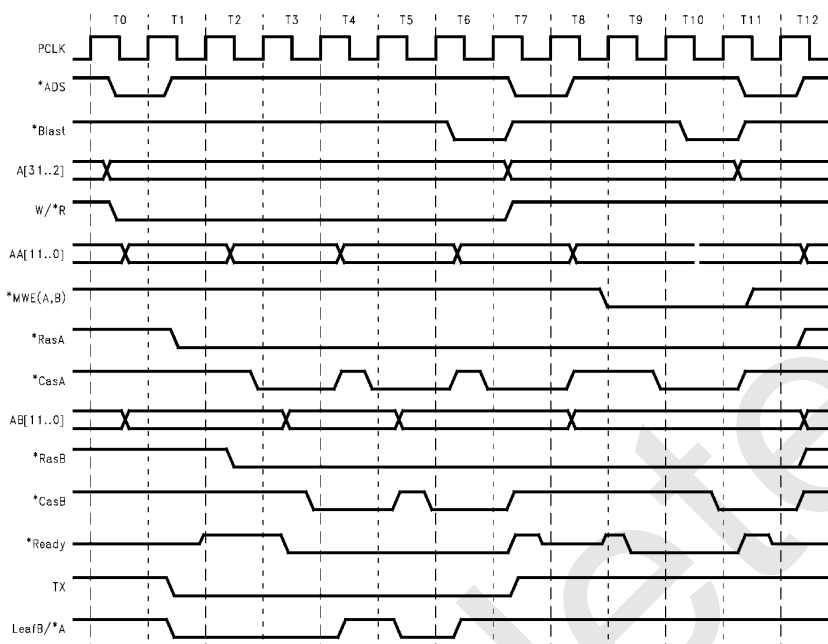 T0 T1 T2 T3 T4 T5 T6 T7 T8 T9 T10 T11 T12
PCLK
*ADS
*Blast
A[31..2]
W/*R
AA[11..0]
*MWE(A,B)
*RasA
*CasA
AB[11..0]
*RasB
*CasB
*Ready
TX
LeafB/*A
lete